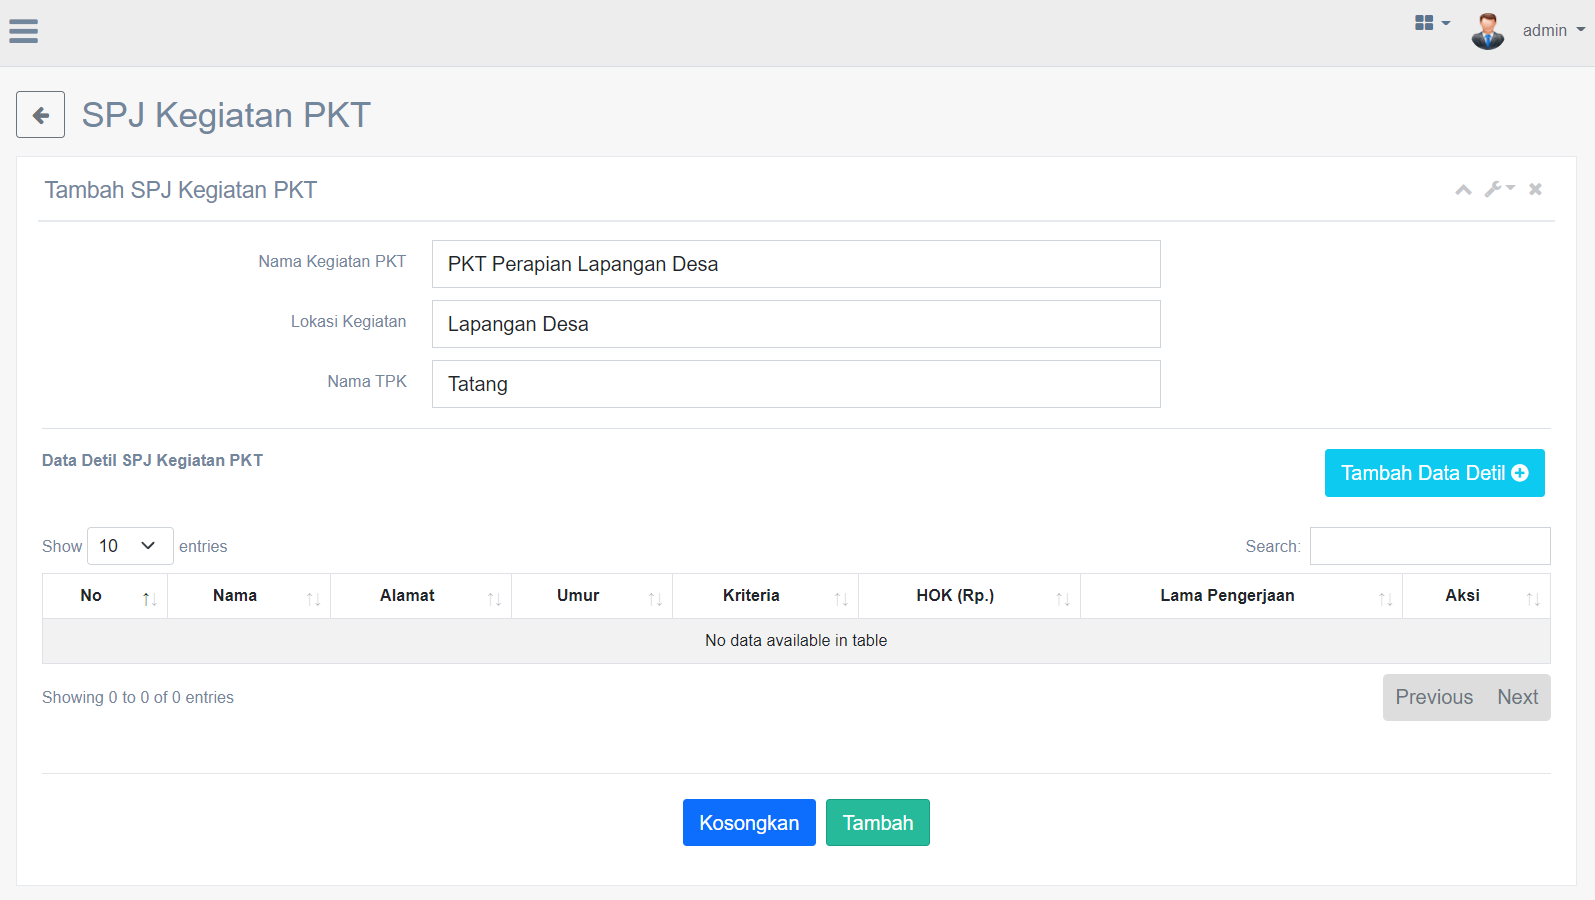 admin
SPJ Kegiatan PKT
Tambah SPJ Kegiatan PKT
Nama Kegiatan PKT PKT Perapian Lapangan Desa
Lokasi Kegiatan Lapangan Desa
Nama TPK Tatang
Data Detil SPJ Kegiatan PKT
Tambah Data Detil
Show 10 entries Search:
No Nama Alamat Umur Kriteria HOK (Rp.) Lama Pengerjaan Aksi
No data available in table
Showing 0 to 0 of 0 entries Previous Next
Kosongkan Tambah